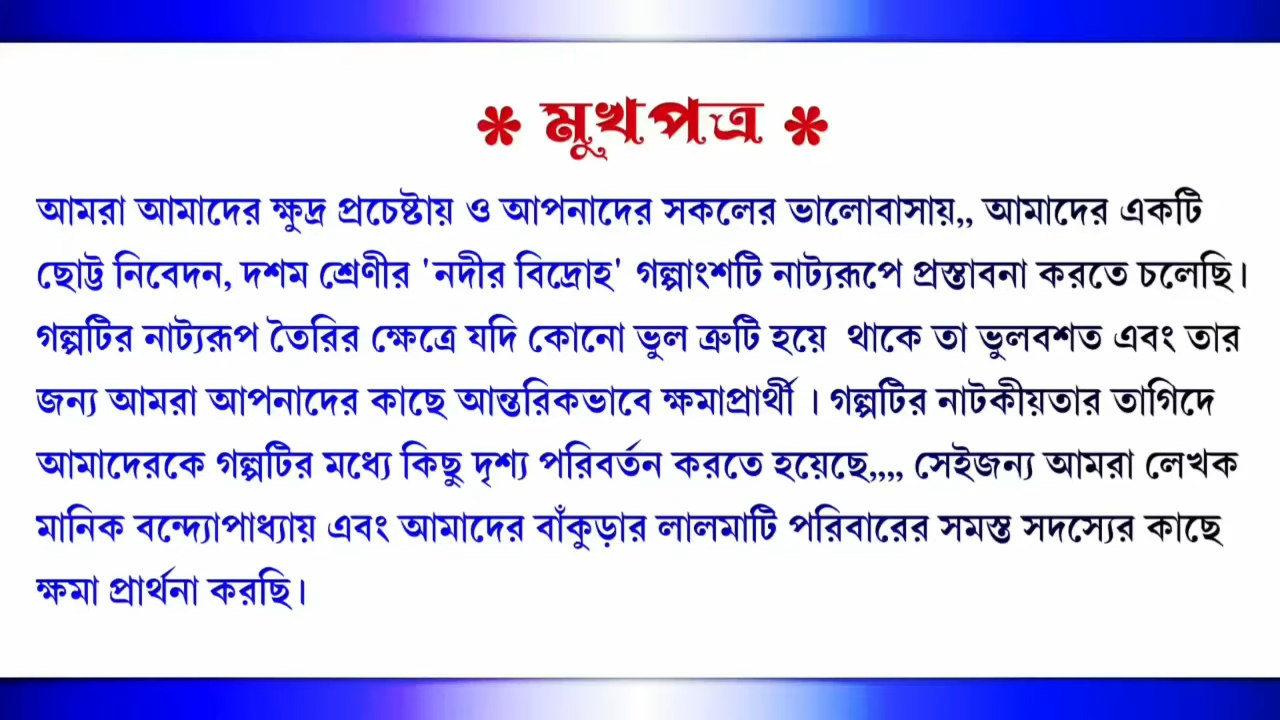 * মুখপত্র *
আমরা আমাদের ক্ষুদ্র প্রচেষ্টায় ও আপনাদের সকলের ভালোবাসায়,, আমাদের একটি
ছোট্ট নিবেদন, দশম শ্রেণীর 'নদীর বিদ্রোহ' গল্পাংশটি নাট্যরূপে প্রস্তাবনা করতে চলেছি।
গল্পটির নাট্যরূপ তৈরির ক্ষেত্রে যদি কোনো ভুল ত্রুটি হয়ে থাকে তা ভুলবশত এবং তার
জন্য আমরা আপনাদের কাছে আন্তরিকভাবে ক্ষমাপ্রার্থী । গল্পটির নাটকীয়তার তাগিদে
আমাদেরকে গল্পটির মধ্যে কিছু দৃশ্য পরিবর্তন করতে হয়েছে,,,, সেইজন্য আমরা লেখক
মানিক বন্দ্যোপাধ্যায় এবং আমাদের বাঁকুড়ার লালমাটি পরিবারের সমস্ত সদস্যের কাছে
ক্ষমা প্রার্থনা করছি।